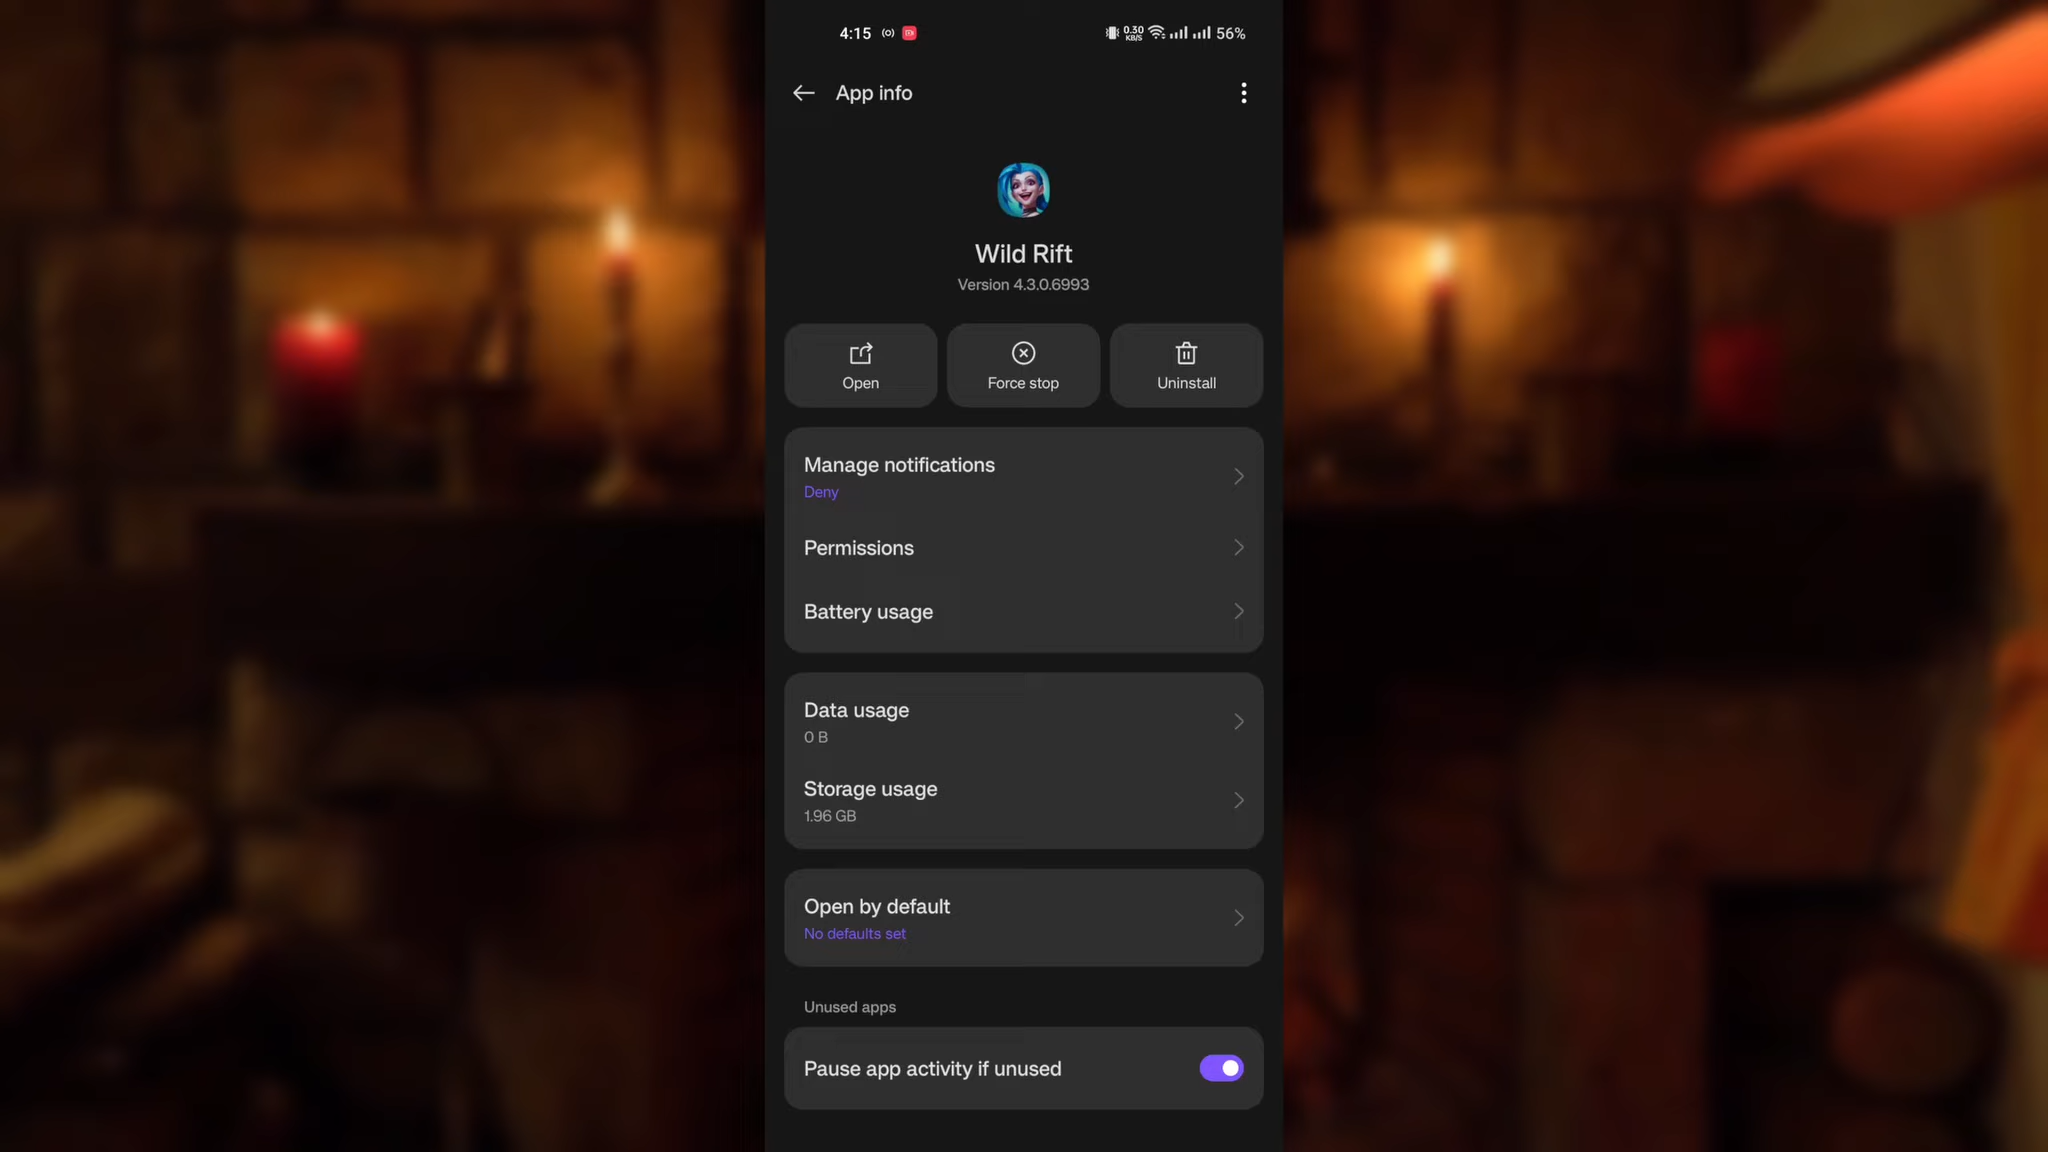 4:15
0.30
KB/S
56%
App info
Wild Rift
Version 4.3.0.6993
Open
Force stop
Uninstall
Manage notifications
Deny
Permissions
Battery usage
Data usage
0 B
Storage usage
1.96 GB
Open by default
No defaults set
Unused apps
Pause app activity if unused